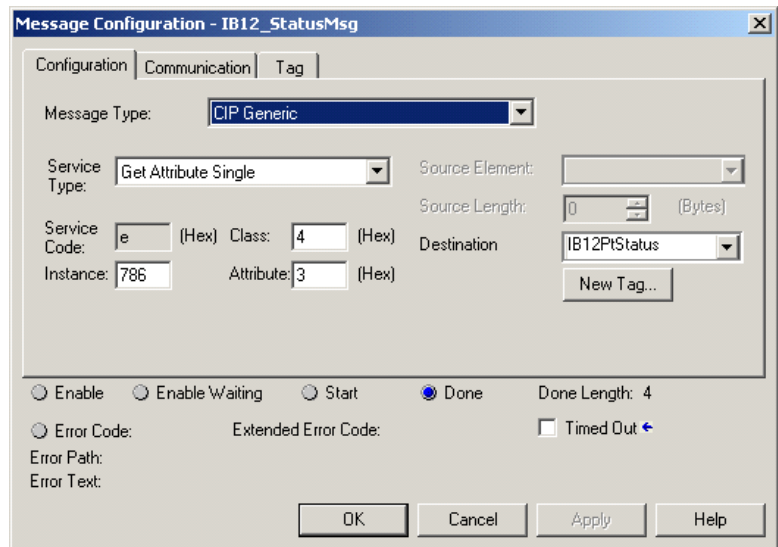 Message Configuration - IB12_StatusMsg
Configuration Communication Tag
Message Type: CIP Generic
Service Type: Get Attribute Single Source Element:
Source Length: 0 (Bytes)
Service Code: e (Hex) Class: 4 (Hex) Destination IB12PtStatus
Instance: 786 Attribute: 3 (Hex) New Tag...
Enable Enable Waiting Start Done Done Length: 4
Error Code: Extended Error Code: Timed Out
Error Path:
Error Text:
OK Cancel Apply Help